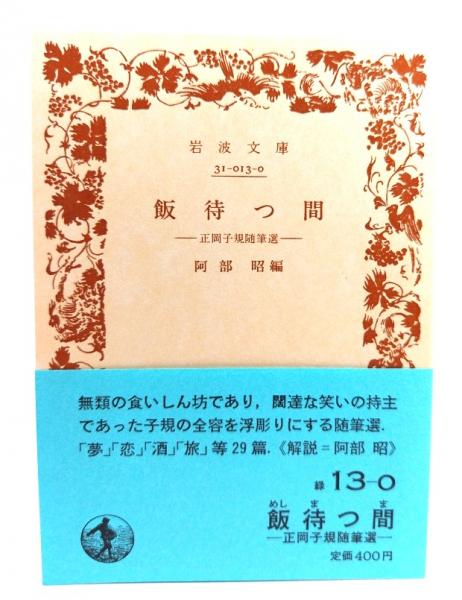 岩波文庫
31-013-0
飯待つ間
—正岡子規随筆選—
阿部 昭編
無類の食いしん坊であり，闊達な笑いの持主
であった子規の全容を浮彫りにする随筆選．
「夢」「恋」「酒」「旅」等29篇．《解説＝阿部 昭》
緑 13-0
めし ま ま
飯待つ間
—正岡子規随筆選—
定価400円